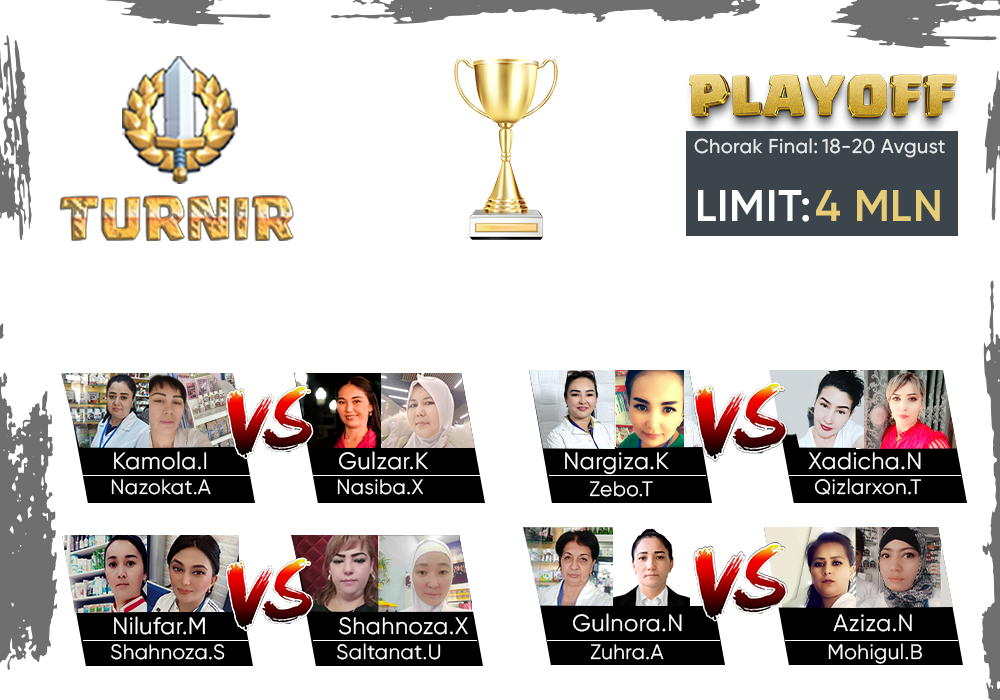 TURNIR
PLAYOFF
Chorak Final: 18-20 Avgust
LIMIT: 4 MLN
Kamola.I
Nazokat.A
VS
Gulzar.K
Nasiba.X
Nargiza.K
Zebo.T
VS
Xadicha.N
Qizlarxon.T
Nilufar.M
Shahnoza.S
VS
Shahnoza.X
Saltanat.U
Gulnora.N
Zuhra.A
VS
Aziza.N
Mohigul.B